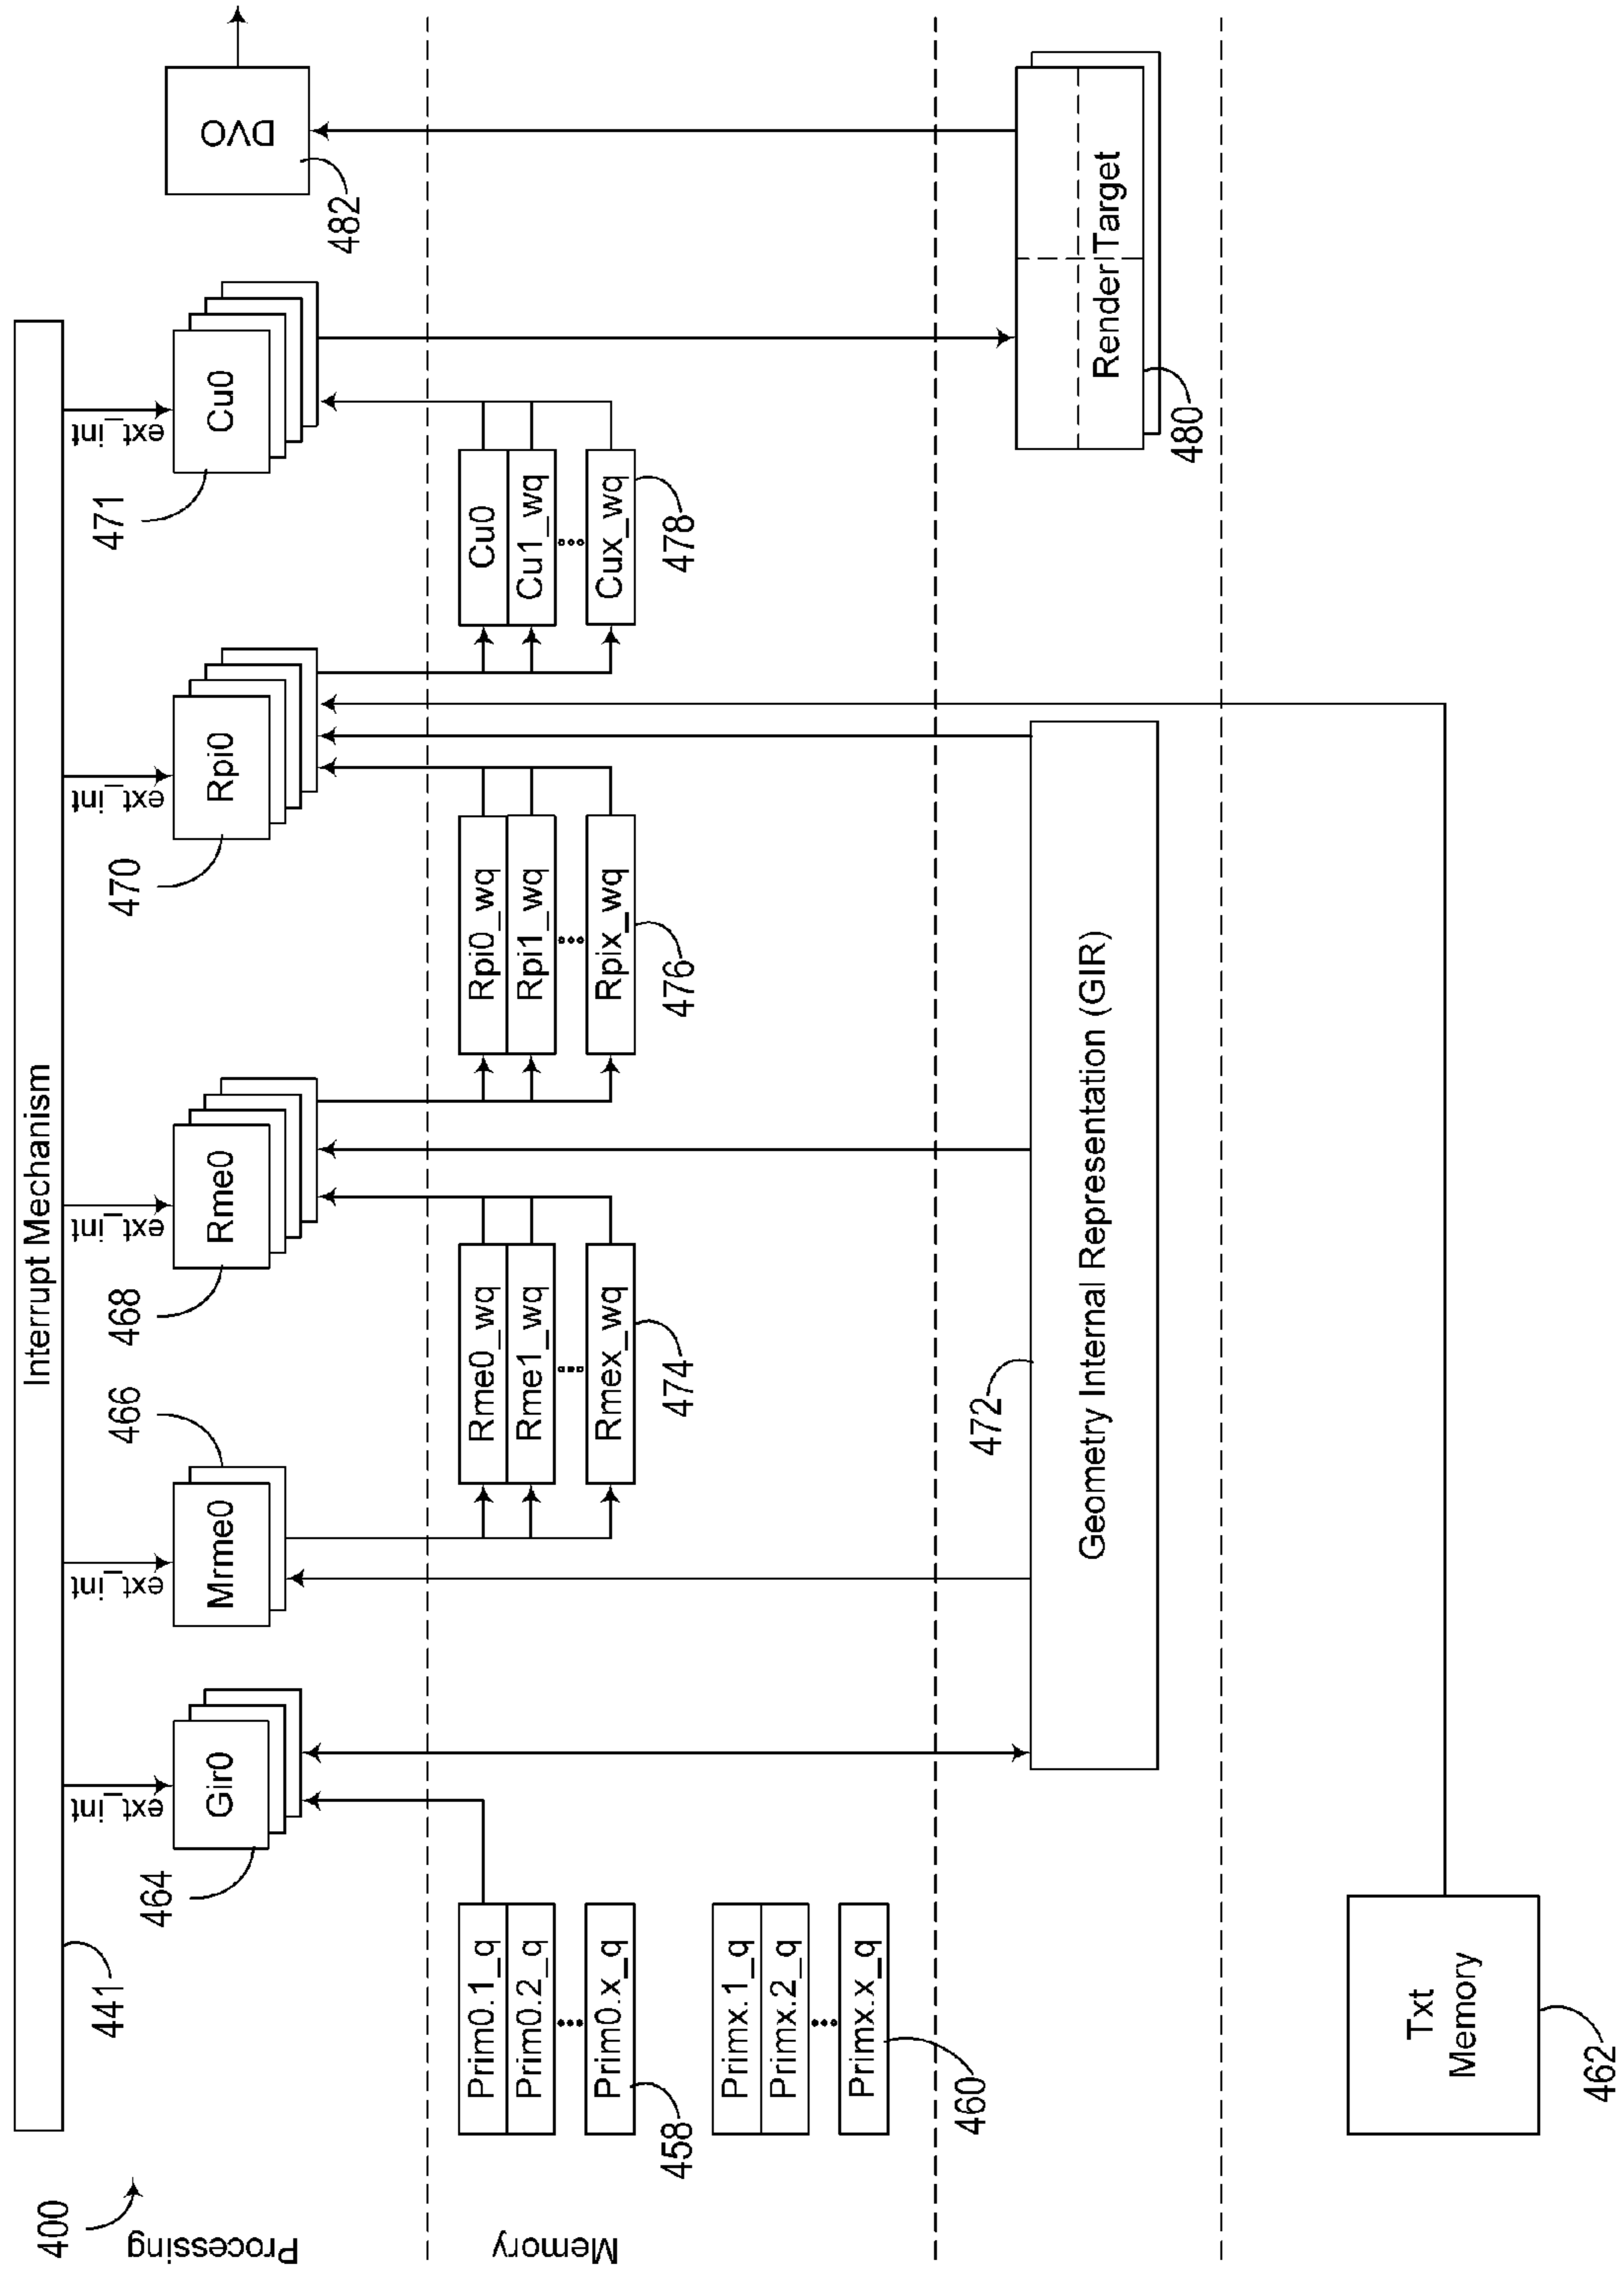 400
Processing
Memory
441
Interrupt Mechanism
ext_int
ext_int
ext_int
ext_int
ext_int
464
Gir0
466
Mrme0
468
Rme0
470
Rpi0
471
Cu0
DVO
482
Prim0.1_q
Prim0.2_q
Prim0.x_q
458
Primx.1_q
Primx.2_q
Primx.x_q
460
Rme0_wq
Rme1_wq
Rmex_wq
474
Rpi0_wq
Rpi1_wq
Rpix_wq
476
Cu0
Cu1_wq
Cux_wq
478
472
Geometry Internal Representation (GIR)
Render Target
480
Txt
Memory
462